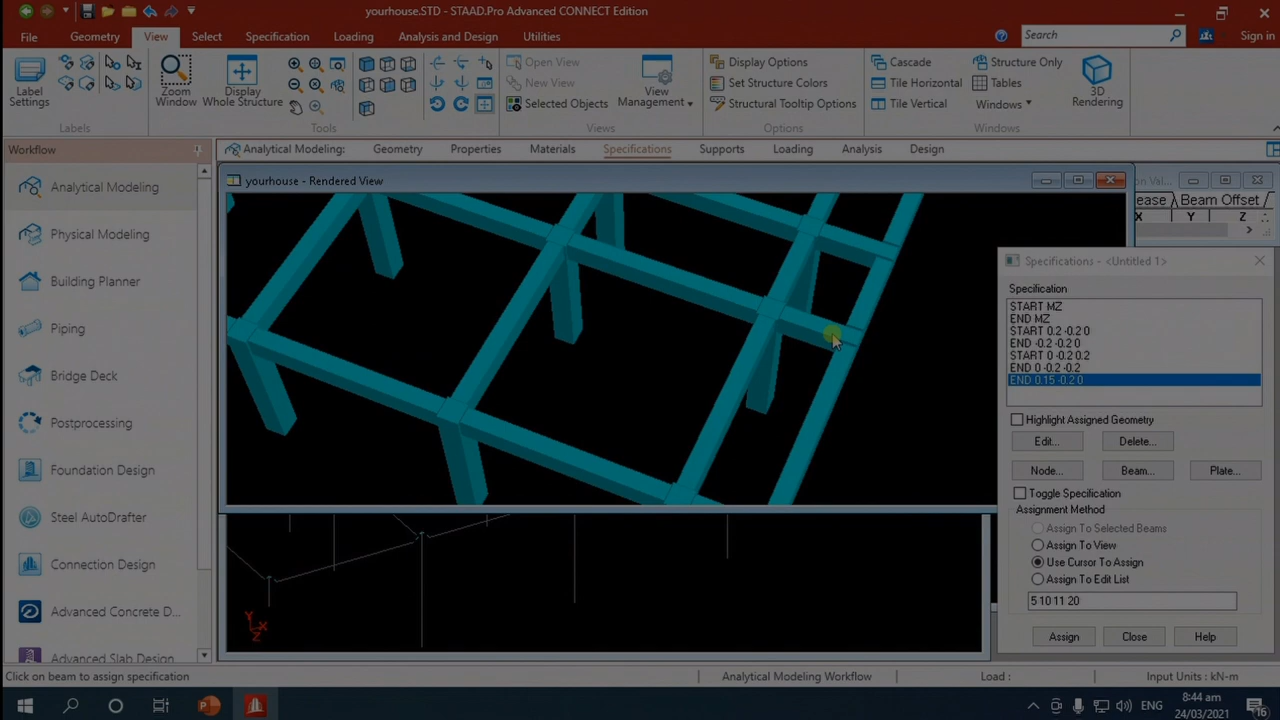 yourhouse.STD - STAAD.Pro Advanced CONNECT Edition
File Geometry View Select Specification Loading Analysis and Design Utilities Search Sign in
Label Settings
Labels
Zoom Window
Display Whole Structure
Tools
Open View
New View
Selected Objects
View Management
Views
Display Options
Set Structure Colors
Structural Tooltip Options
Options
Cascade
Tile Horizontal
Tile Vertical
Structure Only
Tables
Windows
3D Rendering
Windows
Workflow
Analytical Modeling: Geometry Properties Materials Specifications Supports Loading Analysis Design
Analytical Modeling
Physical Modeling
Building Planner
Piping
Bridge Deck
Postprocessing
Foundation Design
Steel AutoDrafter
Connection Design
Advanced Concrete D...
Advanced Slab Design
yourhouse - Rendered View
on Val...
ease Beam Offset
X Y Z
Specifications - <Untitled 1>
Specification
START MZ
END MZ
START 0.2 -0.2 0
END -0.2 -0.2 0
START 0 -0.2 0.2
END 0 -0.2 -0.2
END 0.15 -0.2 0
Highlight Assigned Geometry
Edit... Delete...
Node... Beam... Plate...
Toggle Specification
Assignment Method
Assign To Selected Beams
Assign To View
Use Cursor To Assign
Assign To Edit List
5 10 11 20
Assign Close Help
Y
X
Z
Click on beam to assign specification Analytical Modeling Workflow Load : Input Units : kN-m
ENG
8:44 am
24/03/2021
16